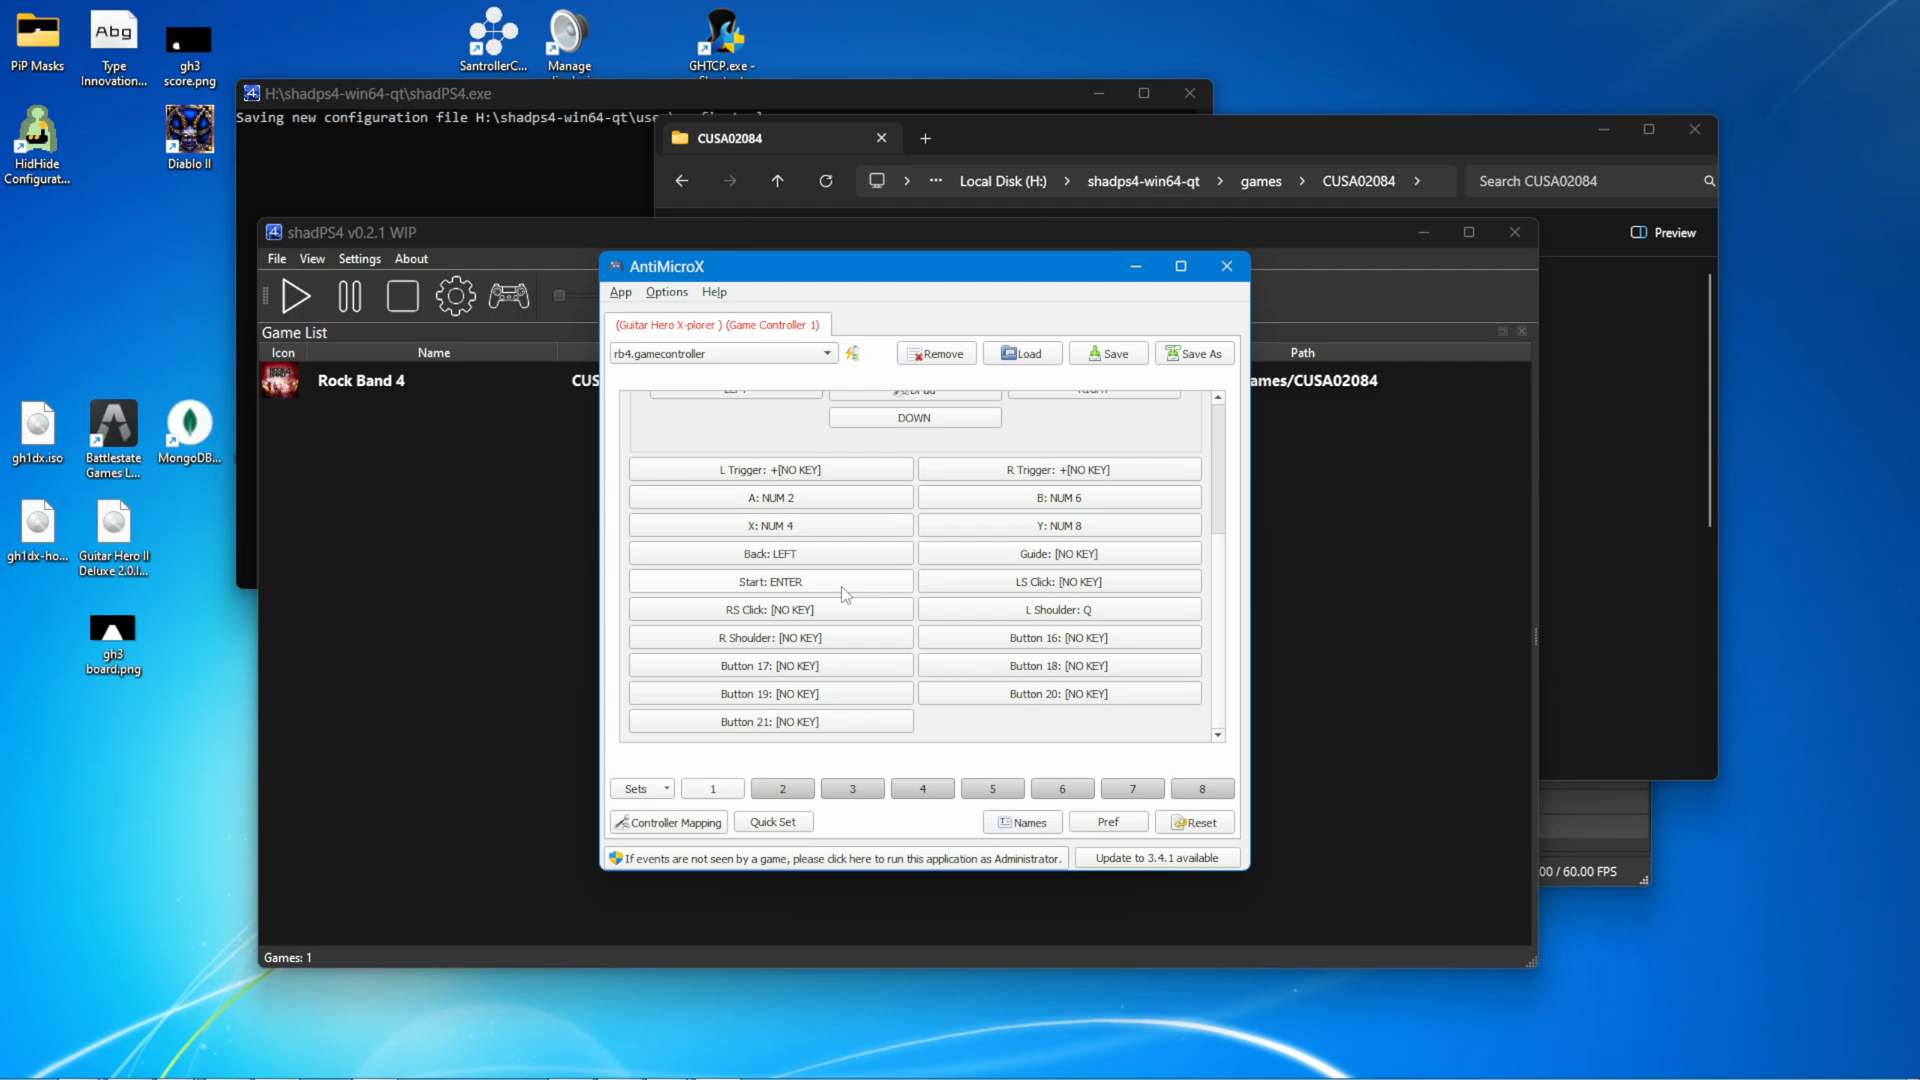 PiP Masks
Abg
Type
Innovation...
gh3
score.png
SantrollerC...
Manage
GHTCP.exe -
HidHide
Configurat...
Diablo II
gh1dx.iso
Battlestate
Games L...
MongoDB...
gh1dx-ho...
Guitar Hero II
Deluxe 2.0.I...
gh3
board.png
H:\shadps4-win64-qt\shadPS4.exe
Saving new configuration file H:\shadps4-win64-qt\use
CUSA02084
Local Disk (H:)
shadps4-win64-qt
games
CUSA02084
Search CUSA02084
Preview
shadPS4 v0.2.1 WIP
File View Settings About
Game List
Icon Name Path
Rock Band 4 CUS ames/CUSA02084
Games: 1
00 / 60.00 FPS
AntiMicroX
App Options Help
(Guitar Hero X-plorer ) (Game Controller 1)
rb4.gamecontroller Remove Load Save Save As
DOWN
L Trigger: +[NO KEY] R Trigger: +[NO KEY]
A: NUM 2 B: NUM 6
X: NUM 4 Y: NUM 8
Back: LEFT Guide: [NO KEY]
Start: ENTER LS Click: [NO KEY]
RS Click: [NO KEY] L Shoulder: Q
R Shoulder: [NO KEY] Button 16: [NO KEY]
Button 17: [NO KEY] Button 18: [NO KEY]
Button 19: [NO KEY] Button 20: [NO KEY]
Button 21: [NO KEY]
Sets 1 2 3 4 5 6 7 8
Controller Mapping Quick Set Names Pref Reset
If events are not seen by a game, please click here to run this application as Administrator. Update to 3.4.1 available